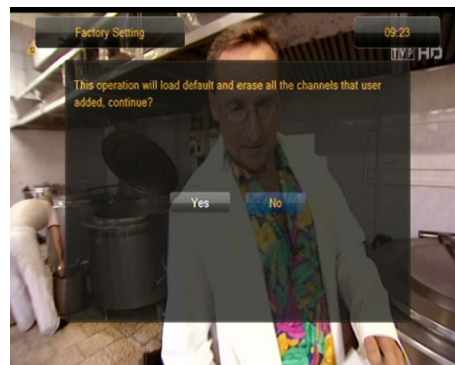 Factory Setting
09:23
TVP HD
This operation will load default and erase all the channels that user
added, continue?
Yes
No